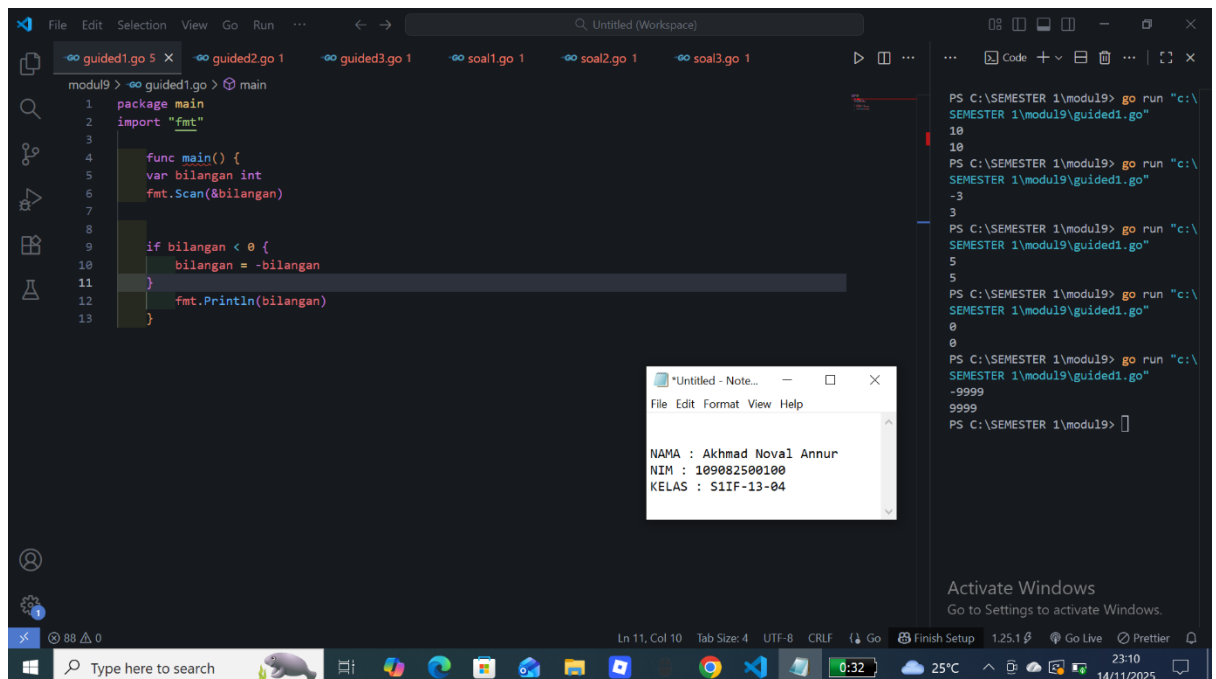 File Edit Selection View Go Run ··· Untitled (Workspace)
guided1.go 5 guided2.go 1 guided3.go 1 soal1.go 1 soal2.go 1 soal3.go 1 ··· ··· Code ···
modul9 > guided1.go > main
1 package main
2 import "fmt"
3
4 func main() {
5 var bilangan int
6 fmt.Scan(&bilangan)
7
8
9 if bilangan < 0 {
10 bilangan = -bilangan
11 }
12 fmt.Println(bilangan)
13 }
PS C:\SEMESTER 1\modul9> go run "c:\
SEMESTER 1\modul9\guided1.go"
10
10
PS C:\SEMESTER 1\modul9> go run "c:\
SEMESTER 1\modul9\guided1.go"
-3
3
PS C:\SEMESTER 1\modul9> go run "c:\
SEMESTER 1\modul9\guided1.go"
5
5
PS C:\SEMESTER 1\modul9> go run "c:\
SEMESTER 1\modul9\guided1.go"
0
0
PS C:\SEMESTER 1\modul9> go run "c:\
SEMESTER 1\modul9\guided1.go"
-9999
9999
PS C:\SEMESTER 1\modul9>
*Untitled - Note...
File Edit Format View Help
NAMA : Akhmad Noval Annur
NIM : 109082500100
KELAS : S1IF-13-04
Activate Windows
Go to Settings to activate Windows.
1
88 0 Ln 11, Col 10 Tab Size: 4 UTF-8 CRLF Go Finish Setup 1.25.1 Go Live Prettier
Type here to search 0:32 25°C 23:10
14/11/2025